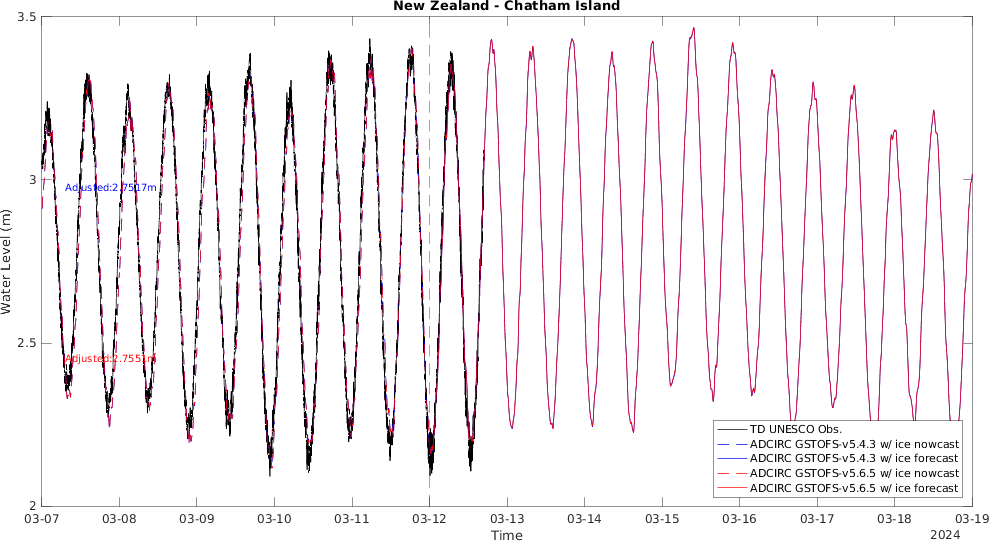 New Zealand - Chatham Island
3.5
3
2.5
2
Water Level (m)
Adjusted:2.7517m
Adjusted:2.7551m
TD UNESCO Obs.
ADCIRC GSTOFS-v5.4.3 w/ ice nowcast
ADCIRC GSTOFS-v5.4.3 w/ ice forecast
ADCIRC GSTOFS-v5.6.5 w/ ice nowcast
ADCIRC GSTOFS-v5.6.5 w/ ice forecast
03-07 03-08 03-09 03-10 03-11 03-12 03-13 03-14 03-15 03-16 03-17 03-18 03-19
Time
2024